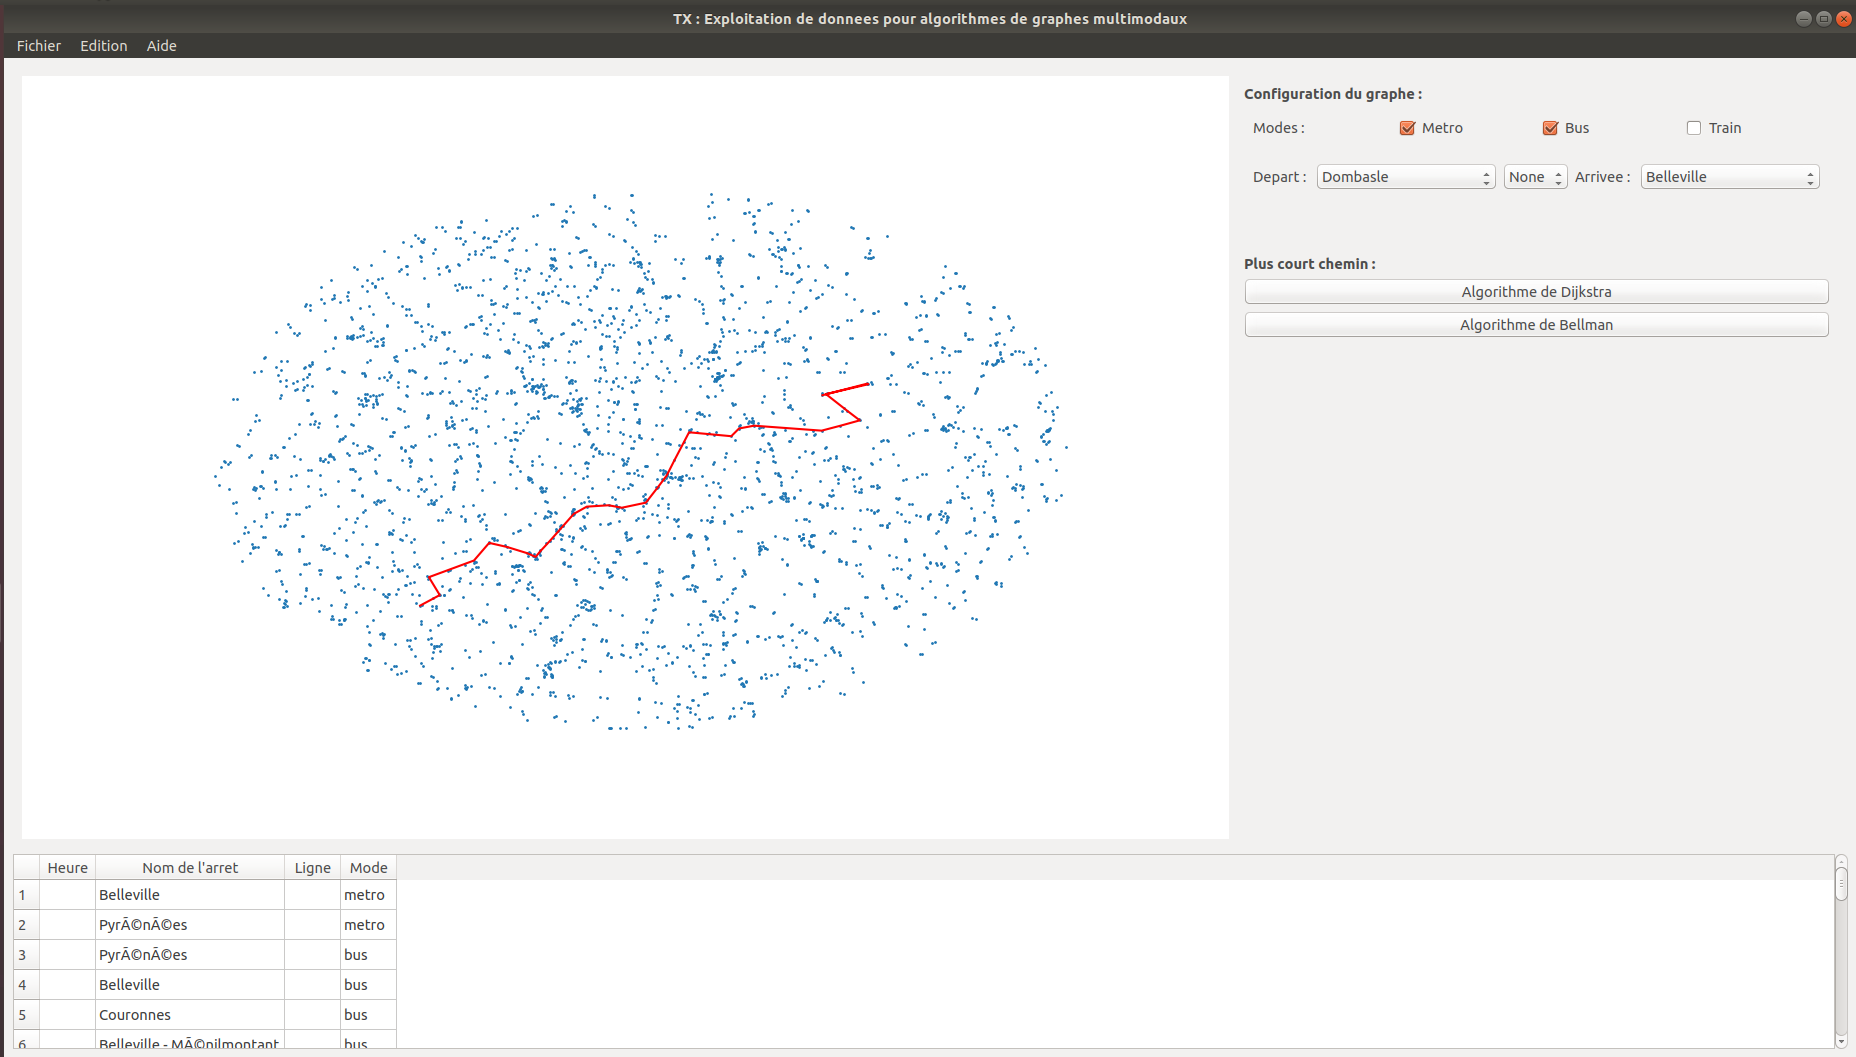 TX : Exploitation de donnees pour algorithmes de graphes multimodaux
Fichier Edition Aide
Configuration du graphe :
Modes : Metro Bus Train
Depart : Dombasle None Arrivee : Belleville
Plus court chemin :
Algorithme de Dijkstra
Algorithme de Bellman
Heure Nom de l'arret Ligne Mode
1 Belleville metro
2 PyrÃ©nÃ©es metro
3 PyrÃ©nÃ©es bus
4 Belleville bus
5 Couronnes bus
6 Belleville - MÃ©nilmontant bus